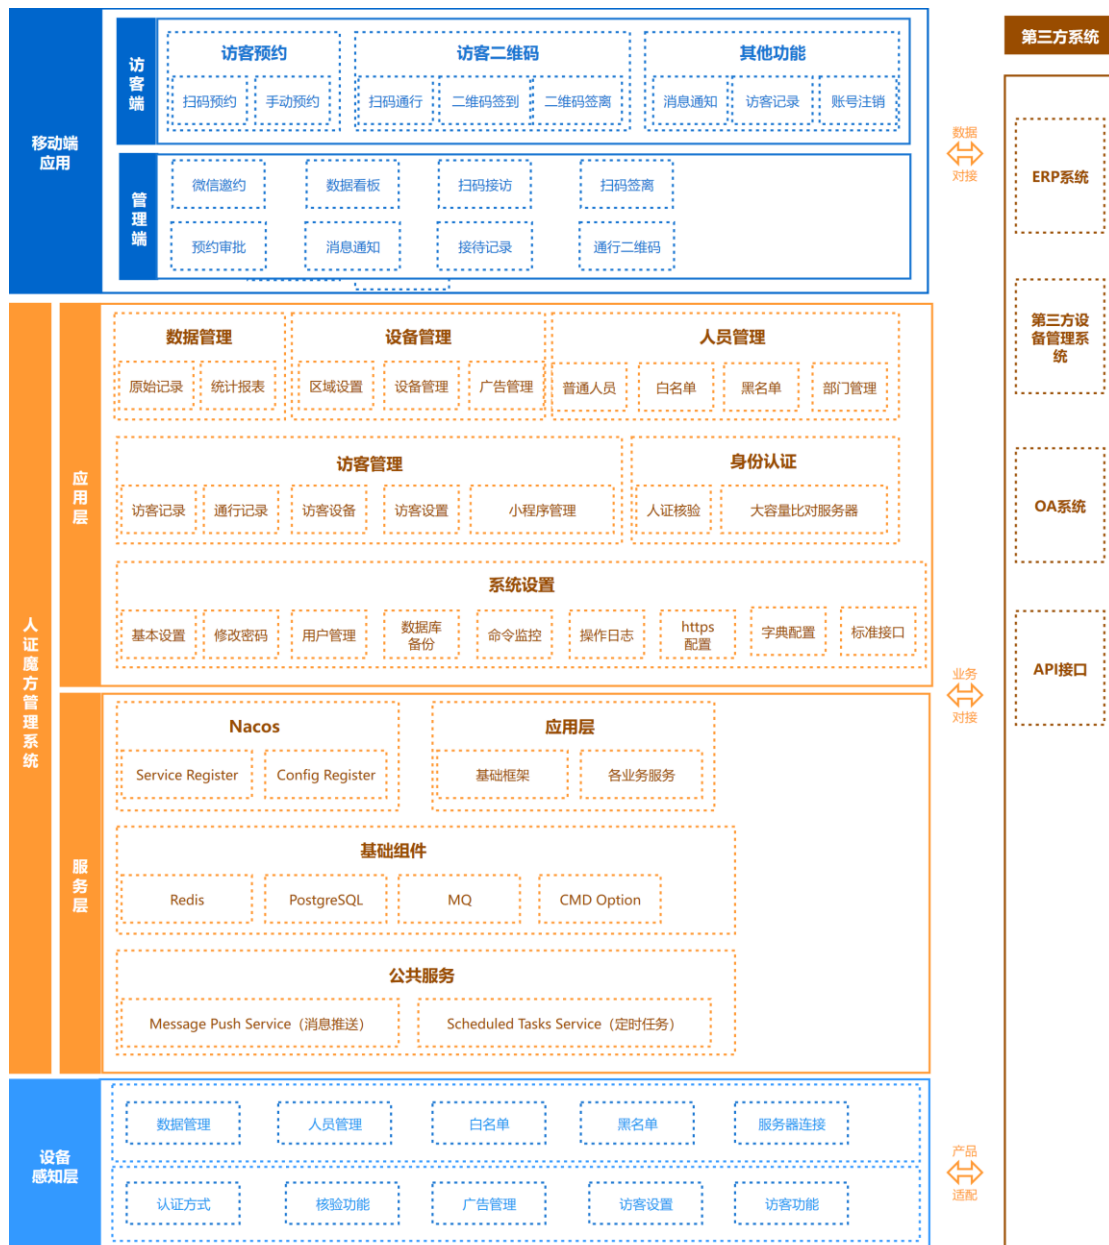 移动端
应用
访客端
访客预约
扫码预约
手动预约
访客二维码
扫码通行
二维码签到
二维码签离
其他功能
消息通知
访客记录
账号注销
管理端
微信邀约
数据看板
扫码接访
扫码签离
预约审批
消息通知
接待记录
通行二维码
人证魔方管理系统
应用层
数据管理
原始记录
统计报表
设备管理
区域设置
设备管理
广告管理
人员管理
普通人员
白名单
黑名单
部门管理
访客管理
访客记录
通行记录
访客设备
访客设置
小程序管理
身份认证
人证核验
大容量比对服务器
系统设置
基本设置
修改密码
用户管理
数据库
备份
命令监控
操作日志
https
配置
字典配置
标准接口
服务层
Nacos
Service Register
Config Register
应用层
基础框架
各业务服务
基础组件
Redis
PostgreSQL
MQ
CMD Option
公共服务
Message Push Service（消息推送）
Scheduled Tasks Service（定时任务）
设备
感知层
数据管理
人员管理
白名单
黑名单
服务器连接
认证方式
核验功能
广告管理
访客设置
访客功能
数据
对接
业务
对接
产品
适配
第三方系统
ERP系统
第三方设
备管理系
统
OA系统
API接口